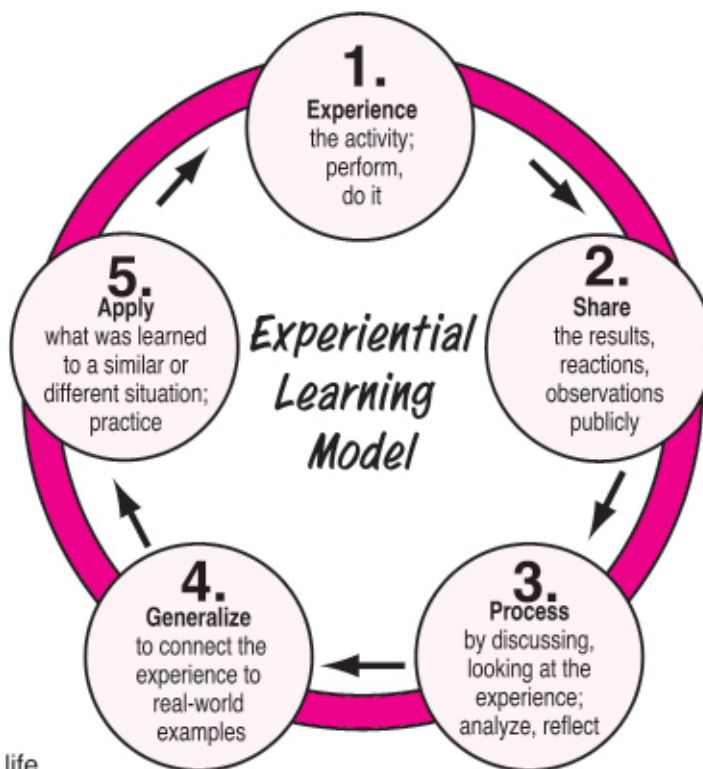 1.
Experience
the activity;
perform,
do it
2.
Share
the results,
reactions,
observations
publicly
3.
Process
by discussing,
looking at the
experience;
analyze, reflect
4.
Generalize
to connect the
experience to
real-world
examples
5.
Apply
what was learned
to a similar or
different situation;
practice
Experiential
Learning
Model
life